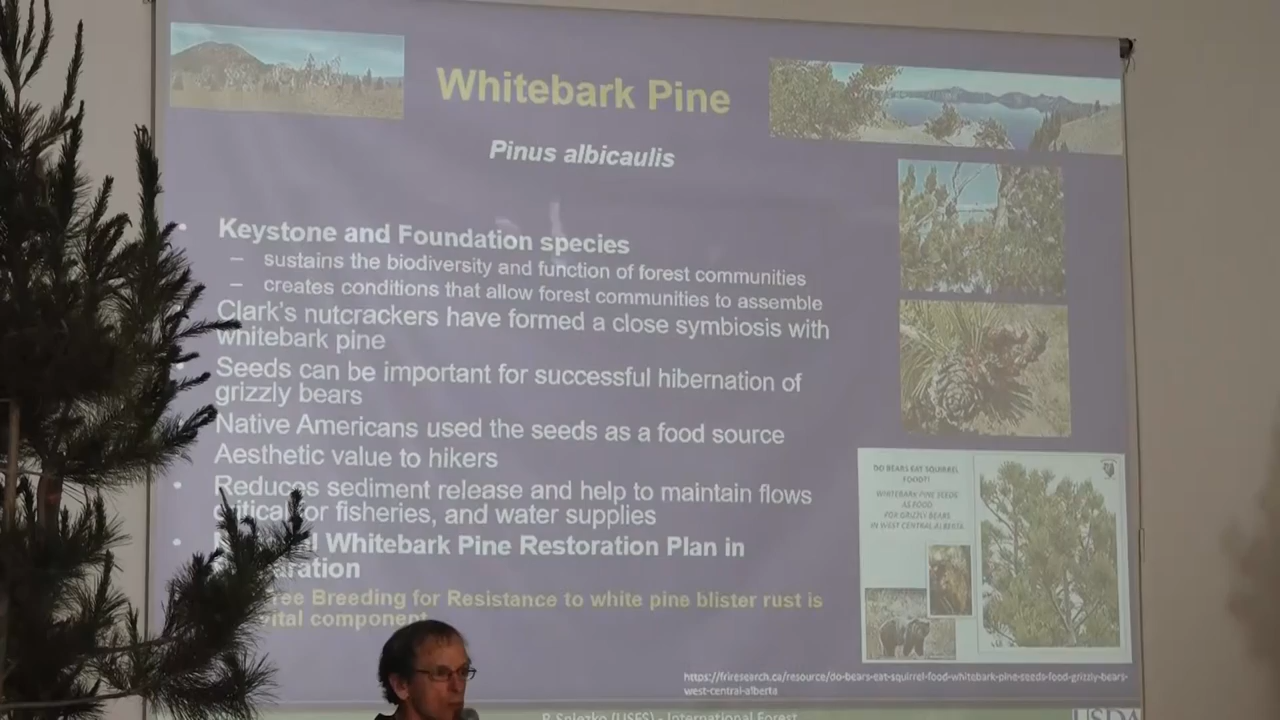 Whitebark Pine
Pinus albicaulis
• Keystone and Foundation species
– sustains the biodiversity and function of forest communities
– creates conditions that allow forest communities to assemble
Clark's nutcrackers have formed a close symbiosis with
whitebark pine
Seeds can be important for successful hibernation of
grizzly bears
Native Americans used the seeds as a food source
Aesthetic value to hikers
• Reduces sediment release and help to maintain flows
critical for fisheries, and water supplies
• Whitebark Pine Restoration Plan in
Breeding for Resistance to white pine blister rust is
component
DO BEARS EAT SQUIRREL
FOOD?
WHITEBARK PINE SEEDS
AS FOOD
FOR GRIZZLY BEARS
IN WEST CENTRAL ALBERTA
https://friresearch.ca/resource/do-bears-eat-squirrel-food-whitebark-pine-seeds-food-grizzly-bears-
west-central-alberta
(USFS) - International Forest
USDA